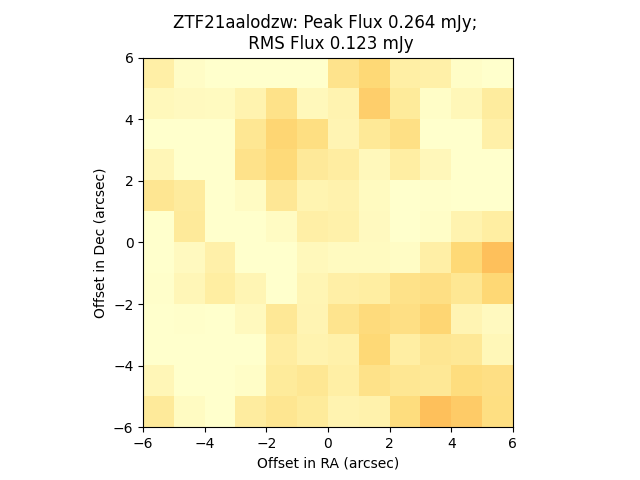 ZTF21aalodzw: Peak Flux 0.264 mJy;
RMS Flux 0.123 mJy
6
4
2
0
−2
−4
−6
Offset in Dec (arcsec)
−6 −4 −2 0 2 4 6
Offset in RA (arcsec)